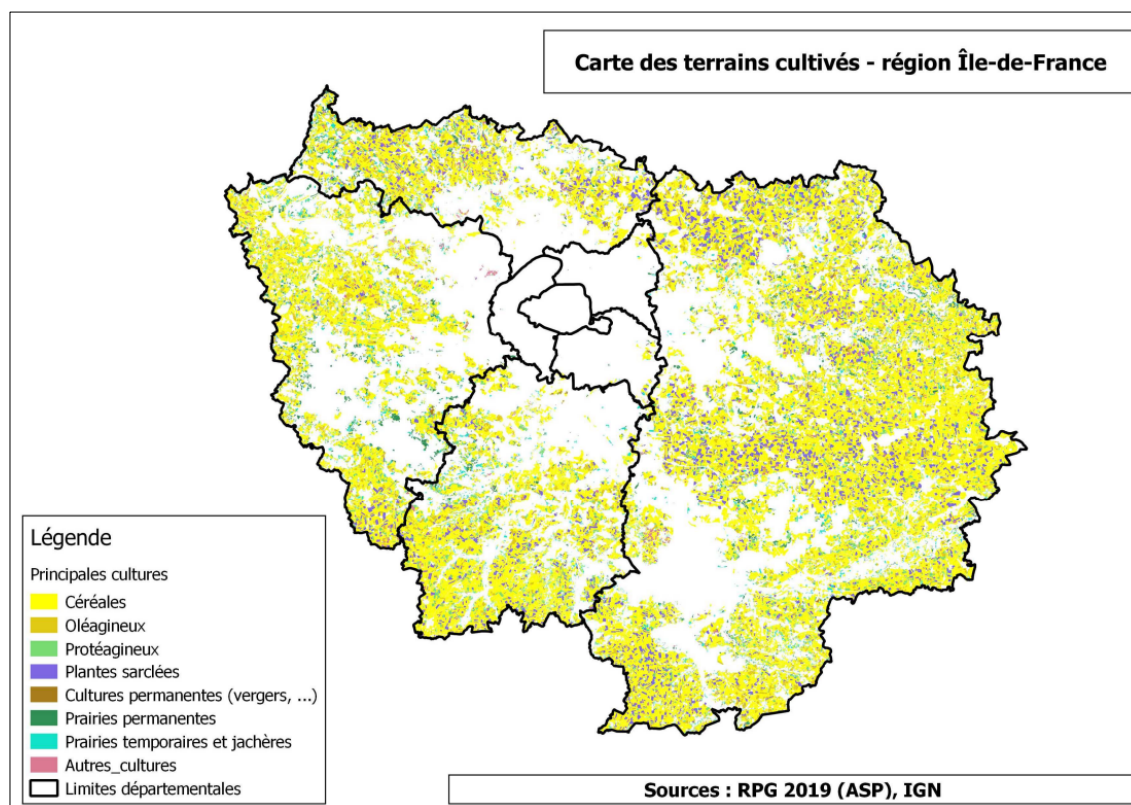 Carte des terrains cultivés - région Île-de-France
Légende
Principales cultures
Céréales
Oléagineux
Protéagineux
Plantes sarclées
Cultures permanentes (vergers, ...)
Prairies permanentes
Prairies temporaires et jachères
Autres_cultures
Limites départementales
Sources : RPG 2019 (ASP), IGN